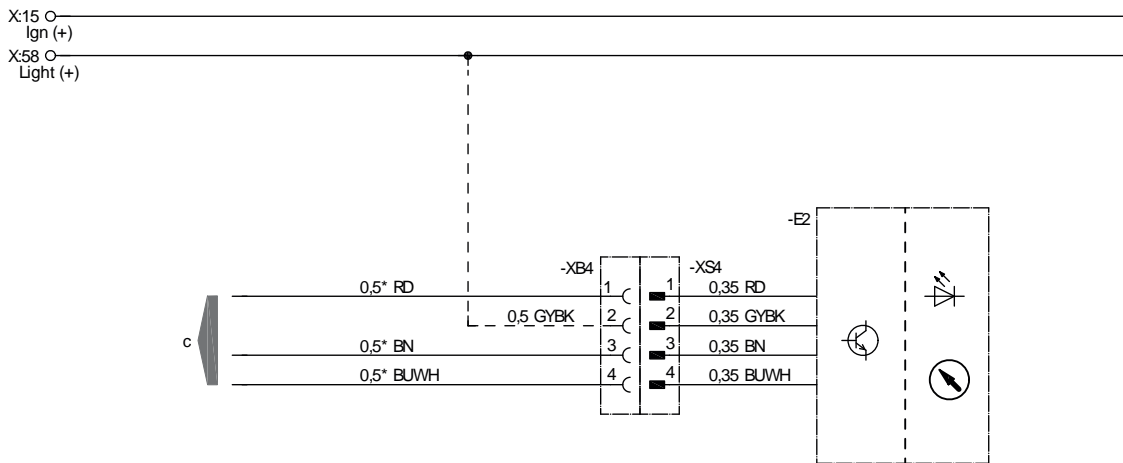 X:15
Ign (+)
X:58
Light (+)
-E2
-XB4 -XS4
0,5* RD 1 1 0,35 RD
0,5 GYBK 2 2 0,35 GYBK
c
0,5* BN 3 3 0,35 BN
0,5* BUWH 4 4 0,35 BUWH